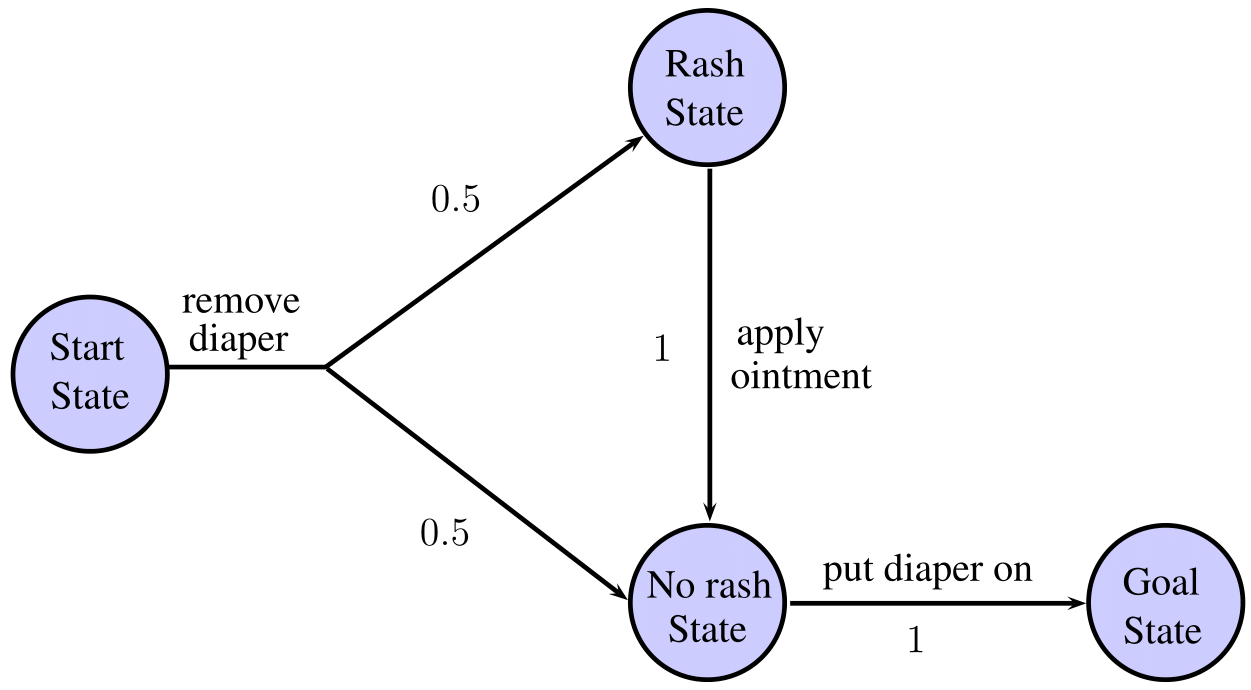 Rash
State
0.5
remove
diaper
Start
State
1
apply
ointment
0.5
No rash
State
put diaper on
1
Goal
State